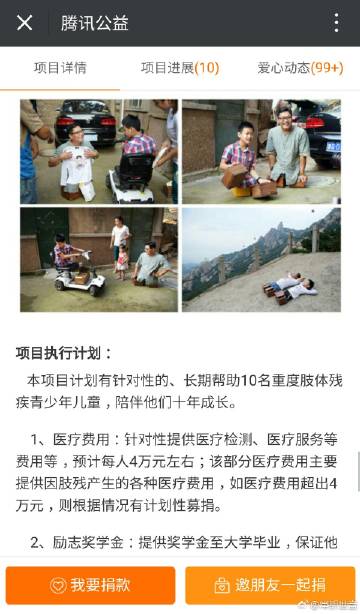 腾讯公益
项目详情
项目进展(10)
爱心动态(99+)
项目执行计划：
本项目计划有针对性的、长期帮助10名重度肢体残
疾青少年儿童，陪伴他们十年成长。
1、医疗费用：针对性提供医疗检测、医疗服务等
费用等，预计每人4万元左右；该部分医疗费用主要
提供因肢残产生的各种医疗费用，如医疗费用超出4
万元，则根据情况有计划性募捐。
2、励志奖学金：提供奖学金至大学毕业，保证他
我要捐款
邀朋友一起捐